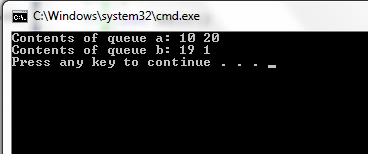 C:\Windows\system32\cmd.exe
Contents of queue a: 10 20
Contents of queue b: 19 1
Press any key to continue . . . _